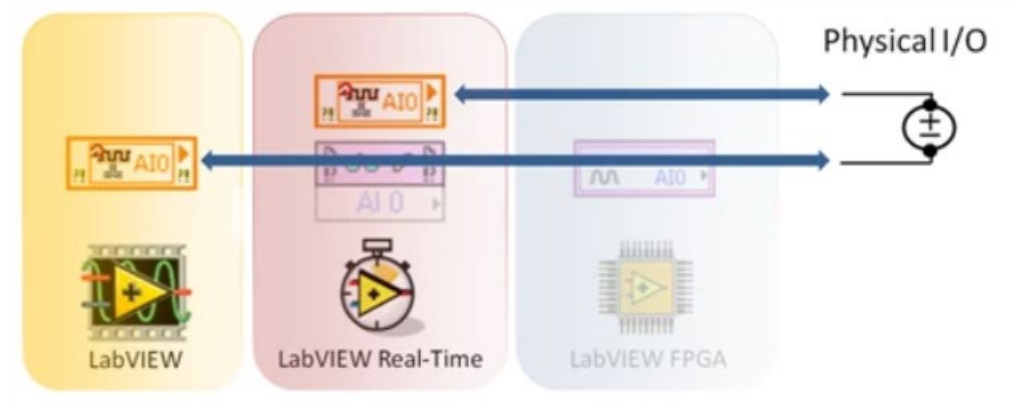 Physical I/O
AI0
AI0
AI 0
AI0
LabVIEW
LabVIEW Real-Time
LabVIEW FPGA